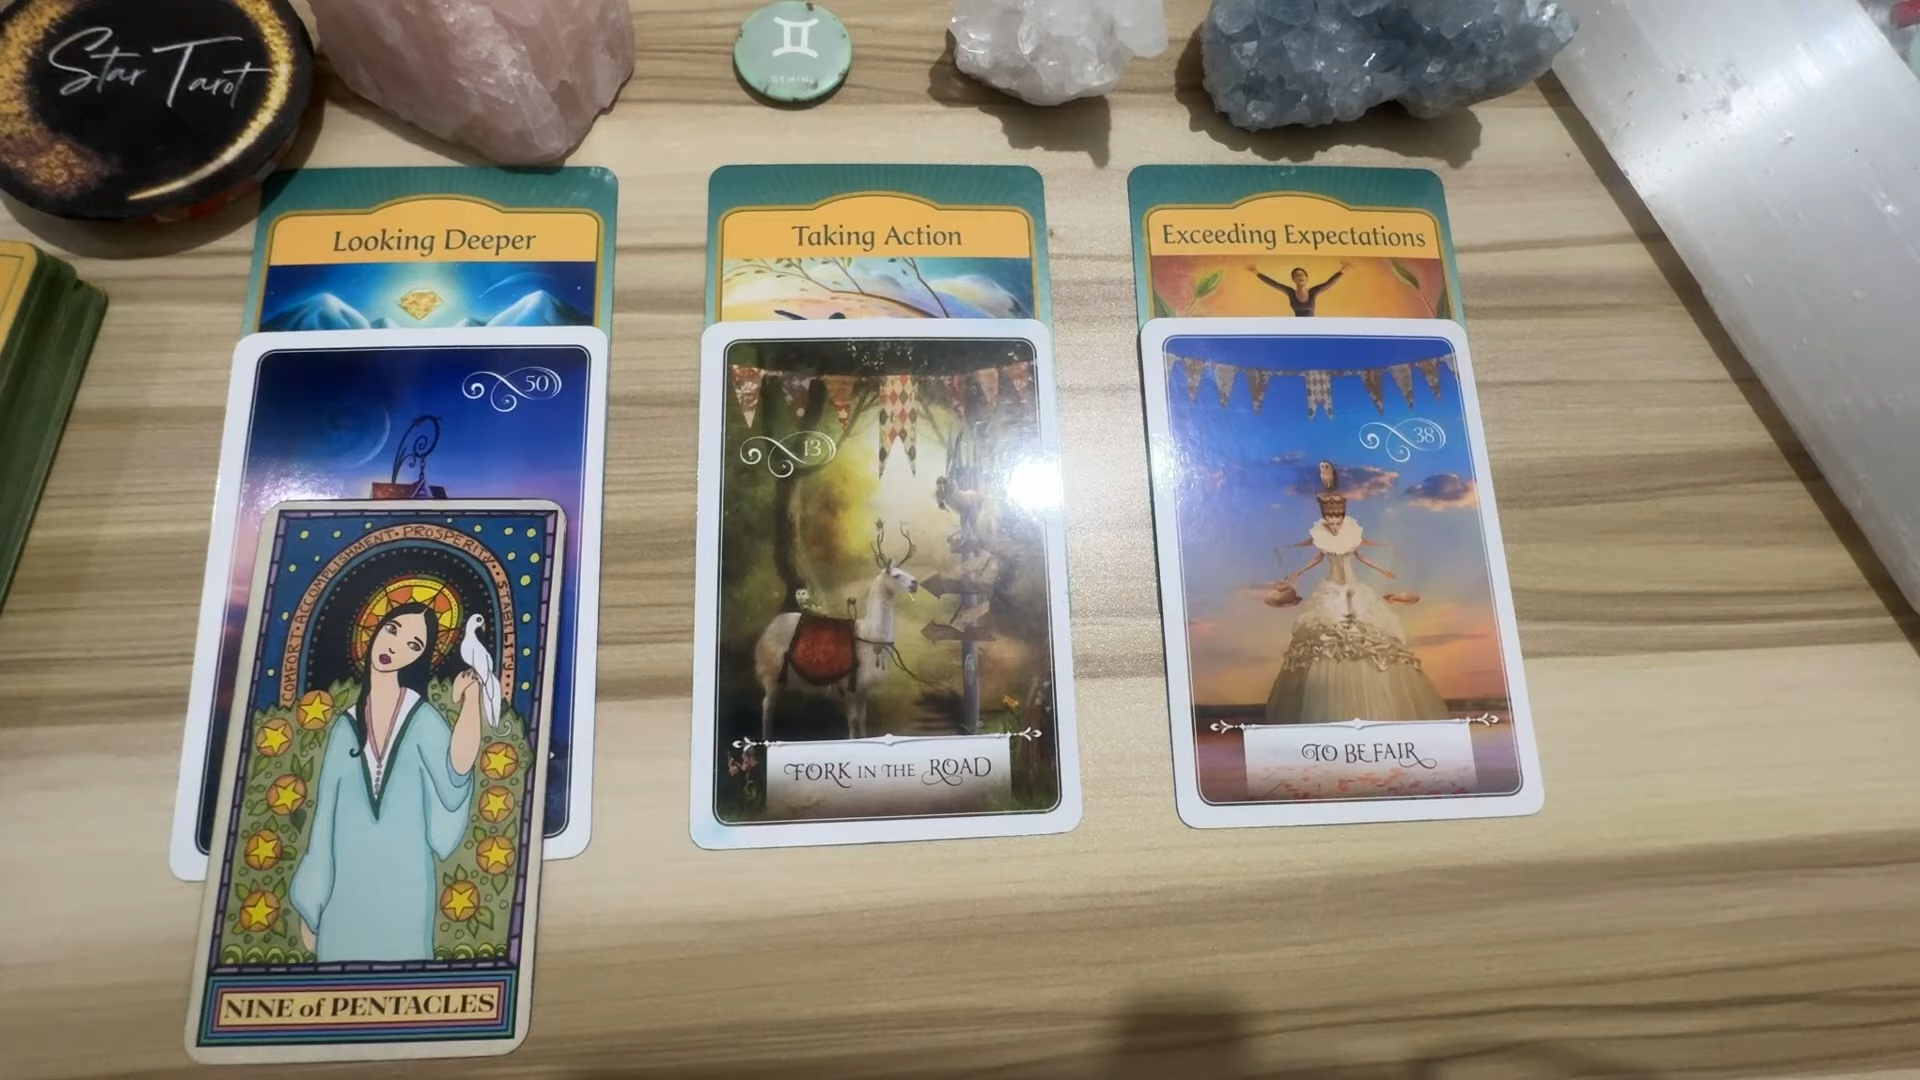 Star Tarot
GEMINI
Looking Deeper
Taking Action
Exceeding Expectations
50
13
38
COMFORT • ACCOMPLISHMENT • PROSPERITY • STABILITY
FORK IN THE ROAD
TO BE FAIR
NINE of PENTACLES